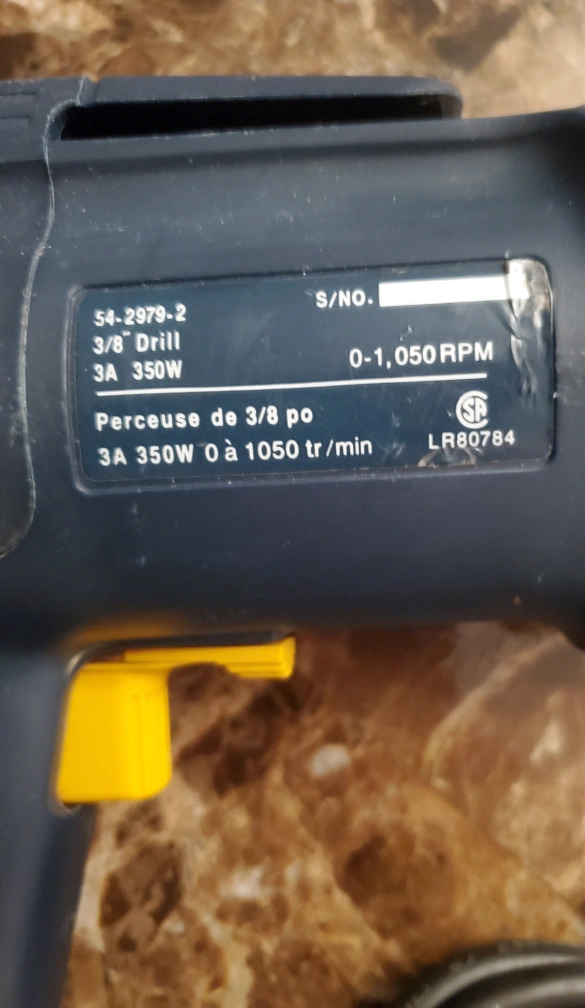 54-2979-2
S/NO.
3/8" Drill
3A 350W
0-1,050 RPM
Perceuse de 3/8 po
3A 350W 0 à 1050 tr/min
SA
LR80784